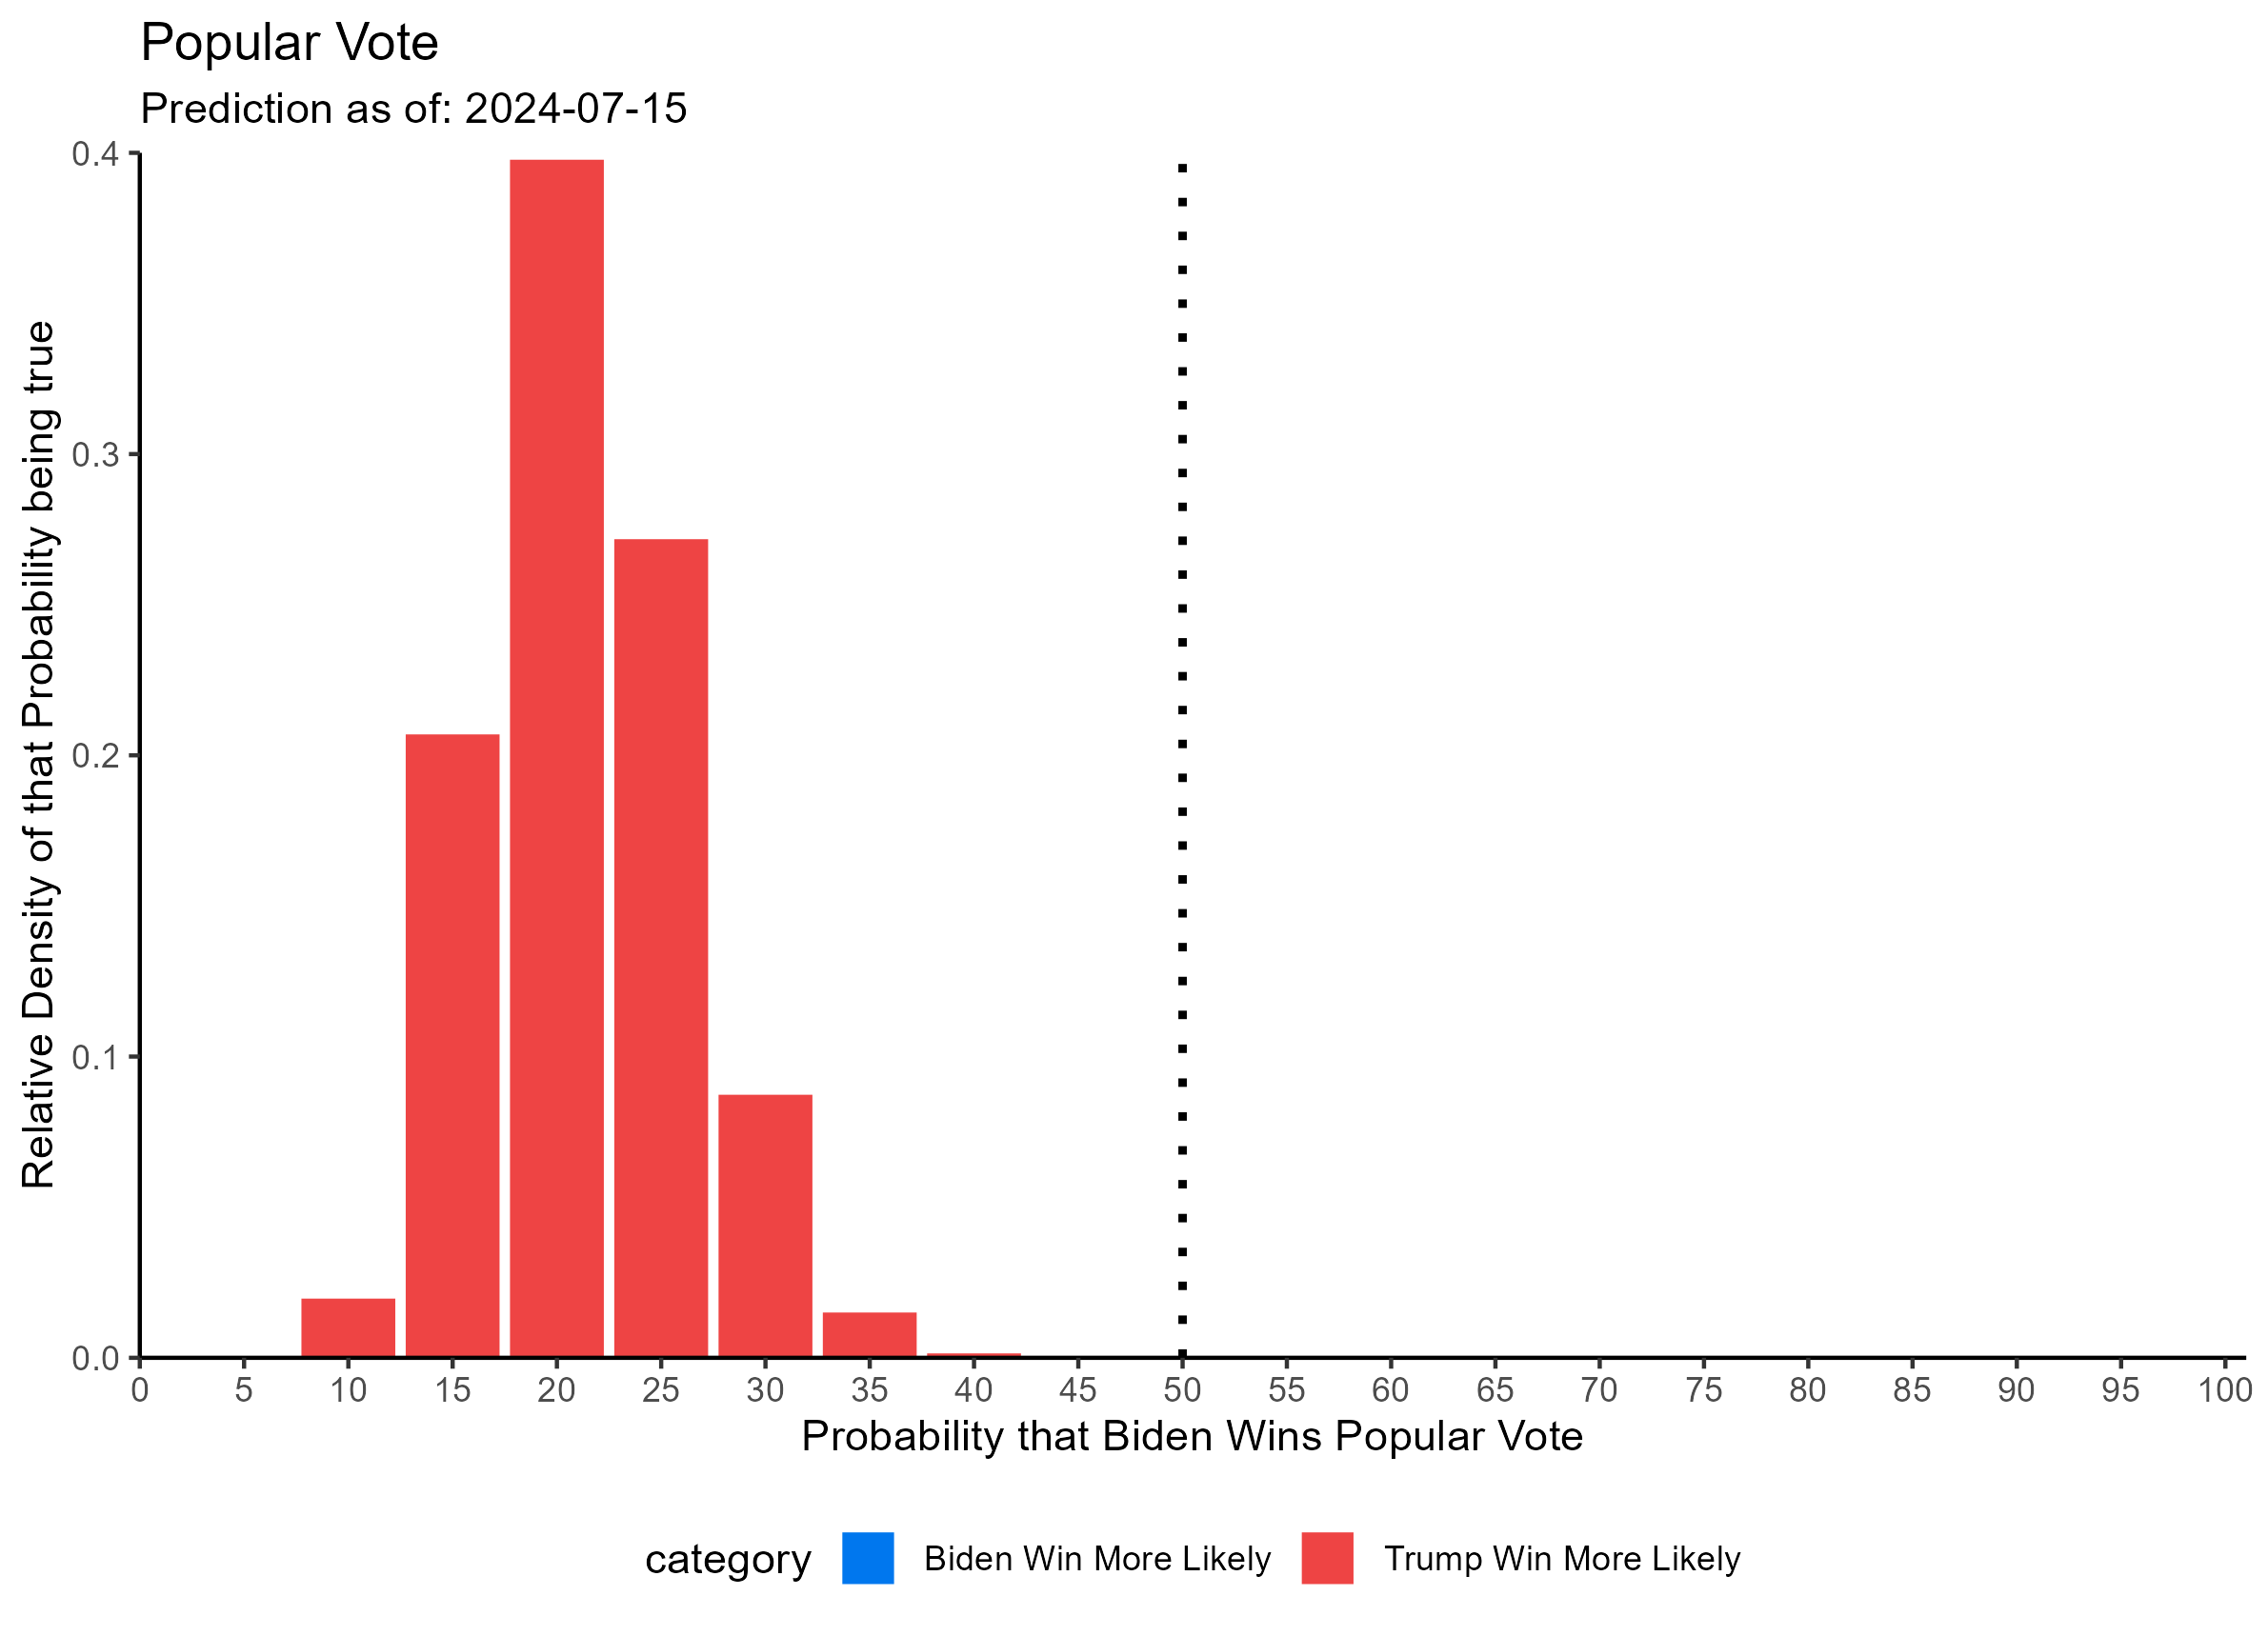 Popular Vote
Prediction as of: 2024-07-15
Relative Density of that Probability being true
0.4
0.3
0.2
0.1
0.0
0 5 10 15 20 25 30 35 40 45 50 55 60 65 70 75 80 85 90 95 100
Probability that Biden Wins Popular Vote
category Biden Win More Likely Trump Win More Likely